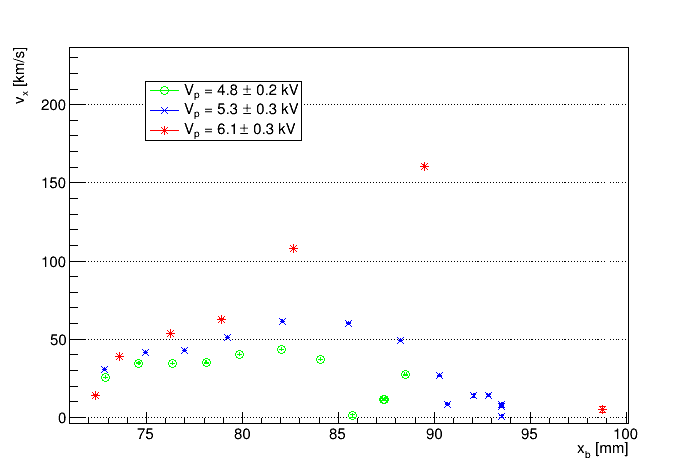 v_x [km/s]
V_p = 4.8 ± 0.2 kV
V_p = 5.3 ± 0.3 kV
V_p = 6.1± 0.3 kV
200
150
100
50
0
75 80 85 90 95 100
x_b [mm]